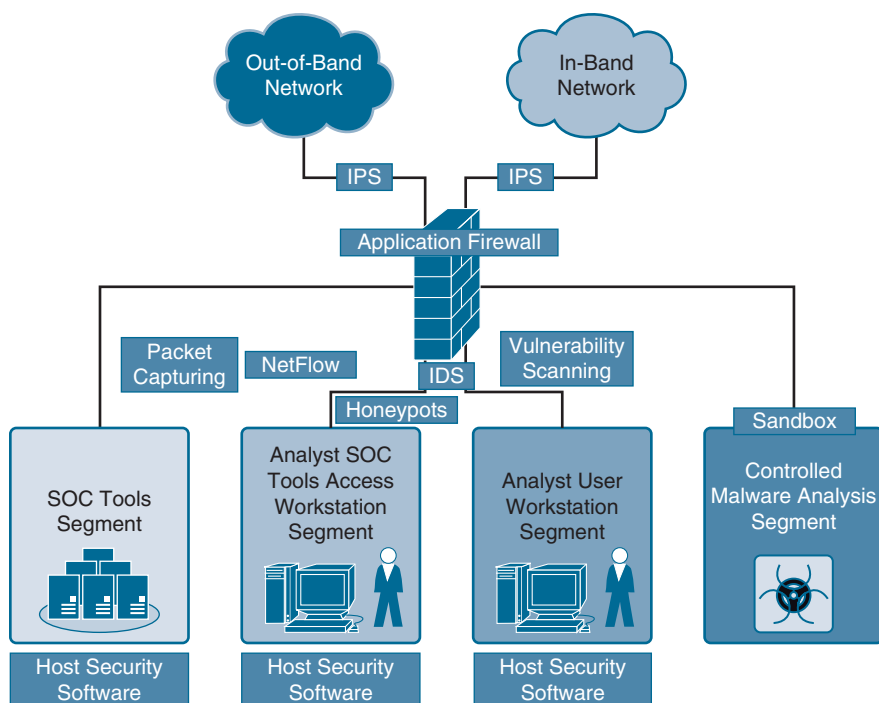 Out-of-Band
Network
In-Band
Network
IPS
IPS
Application Firewall
Packet
Capturing
NetFlow
IDS
Vulnerability
Scanning
Honeypots
Sandbox
SOC Tools
Segment
Analyst SOC
Tools Access
Workstation
Segment
Analyst User
Workstation
Segment
Controlled
Malware Analysis
Segment
Host Security
Software
Host Security
Software
Host Security
Software